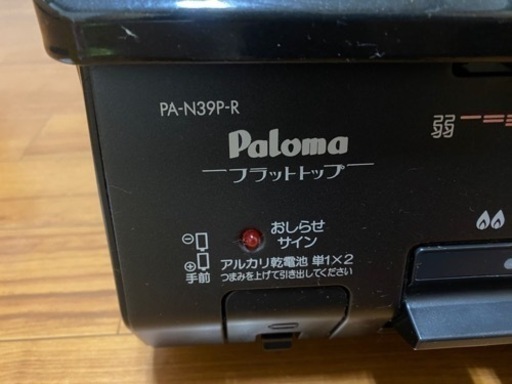 PA-N39P-R
Paloma
フラットトップ
おしらせ
サイン
アルカリ乾電池 単1×2
つまみを上げて引き出してください
手前
弱